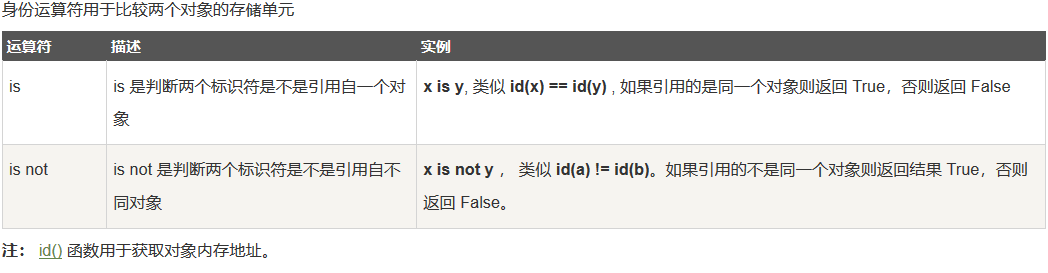 身份运算符用于比较两个对象的存储单元
运算符 描述 实例
is is 是判断两个标识符是不是引用自一个对 x is y, 类似 id(x) == id(y) , 如果引用的是同一个对象则返回 True，否则返回 False
象
is not is not 是判断两个标识符是不是引用自不 x is not y ， 类似 id(a) != id(b)。如果引用的不是同一个对象则返回结果 True，否则
同对象 返回 False。
注： id() 函数用于获取对象内存地址。